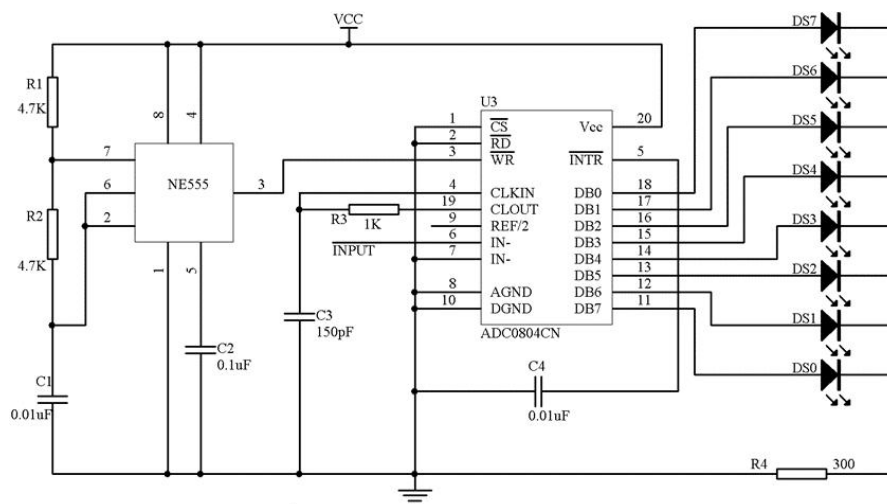 VCC
R1
4.7K
R2
4.7K
C1
0.01uF
8
4
7
6
2
NE555
3
1
5
C2
0.1uF
C3
150pF
R3
1K
INPUT
U3
1
2
3
4
19
9
6
7
8
10
CS
RD
WR
CLKIN
CLOUT
REF/2
IN-
IN-
AGND
DGND
Vcc
INTR
DB0
DB1
DB2
DB3
DB4
DB5
DB6
DB7
20
5
18
17
16
15
14
13
12
11
ADC0804CN
C4
0.01uF
DS7
DS6
DS5
DS4
DS3
DS2
DS1
DS0
R4
300